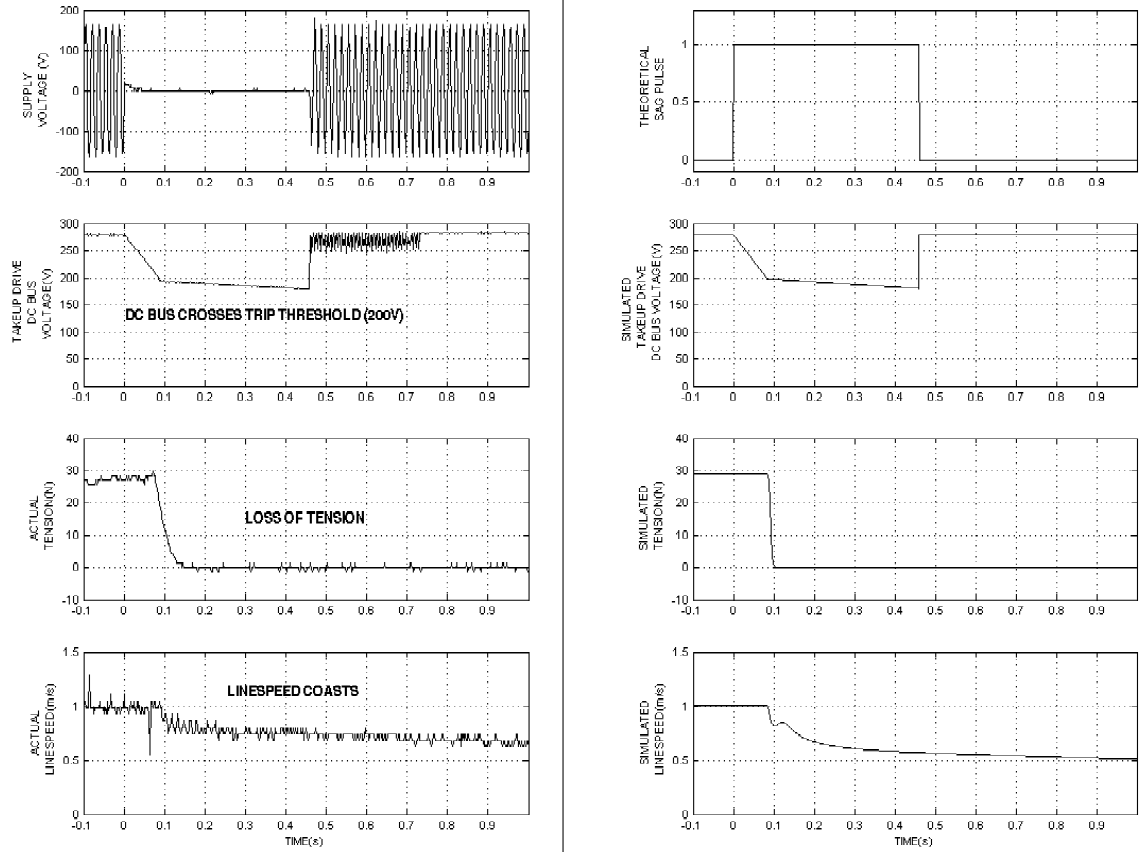 200
100
0
-100
-200
SUPPLY
VOLTAGE (V)
-0.1 0 0.1 0.2 0.3 0.4 0.5 0.6 0.7 0.8 0.9
300
250
200
150
100
50
0
TAKEUP DRIVE
DC BUS
VOLTAGE(V)
DC BUS CROSSES TRIP THRESHOLD (200V)
-0.1 0 0.1 0.2 0.3 0.4 0.5 0.6 0.7 0.8 0.9
40
30
20
10
0
-10
ACTUAL
TENSION(N)
LOSS OF TENSION
-0.1 0 0.1 0.2 0.3 0.4 0.5 0.6 0.7 0.8 0.9
1.5
1
0.5
0
ACTUAL
LINESPEED(m/s)
LINESPEED COASTS
-0.1 0 0.1 0.2 0.3 0.4 0.5 0.6 0.7 0.8 0.9
TIME(s)
1
0.5
0
THEORETICAL
SAG PULSE
-0.1 0 0.1 0.2 0.3 0.4 0.5 0.6 0.7 0.8 0.9
300
250
200
150
100
50
0
SIMULATED
TAKEUP DRIVE
DC BUS VOLTAGE(V)
-0.1 0 0.1 0.2 0.3 0.4 0.5 0.6 0.7 0.8 0.9
40
30
20
10
0
-10
SIMULATED
TENSION(N)
-0.1 0 0.1 0.2 0.3 0.4 0.5 0.6 0.7 0.8 0.9
1.5
1
0.5
0
SIMULATED
LINESPEED(m/s)
-0.1 0 0.1 0.2 0.3 0.4 0.5 0.6 0.7 0.8 0.9
TIME(s)